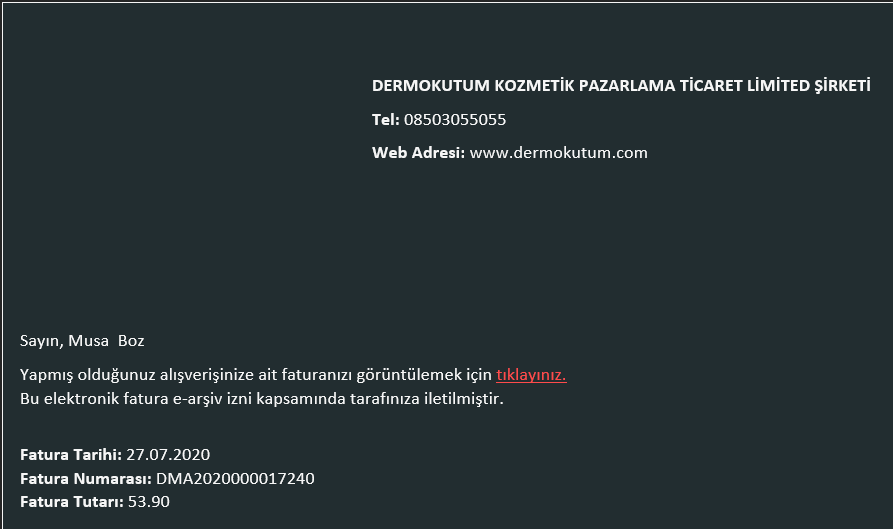 DERMOKUTUM KOZMETİK PAZARLAMA TİCARET LİMİTED ŞİRKETİ
Tel: 08503055055
Web Adresi: www.dermokutum.com
Sayın, Musa  Boz
Yapmış olduğunuz alışverişinize ait faturanızı görüntülemek için tıklayınız.
Bu elektronik fatura e-arşiv izni kapsamında tarafınıza iletilmiştir.
Fatura Tarihi: 27.07.2020
Fatura Numarası: DMA2020000017240
Fatura Tutarı: 53.90